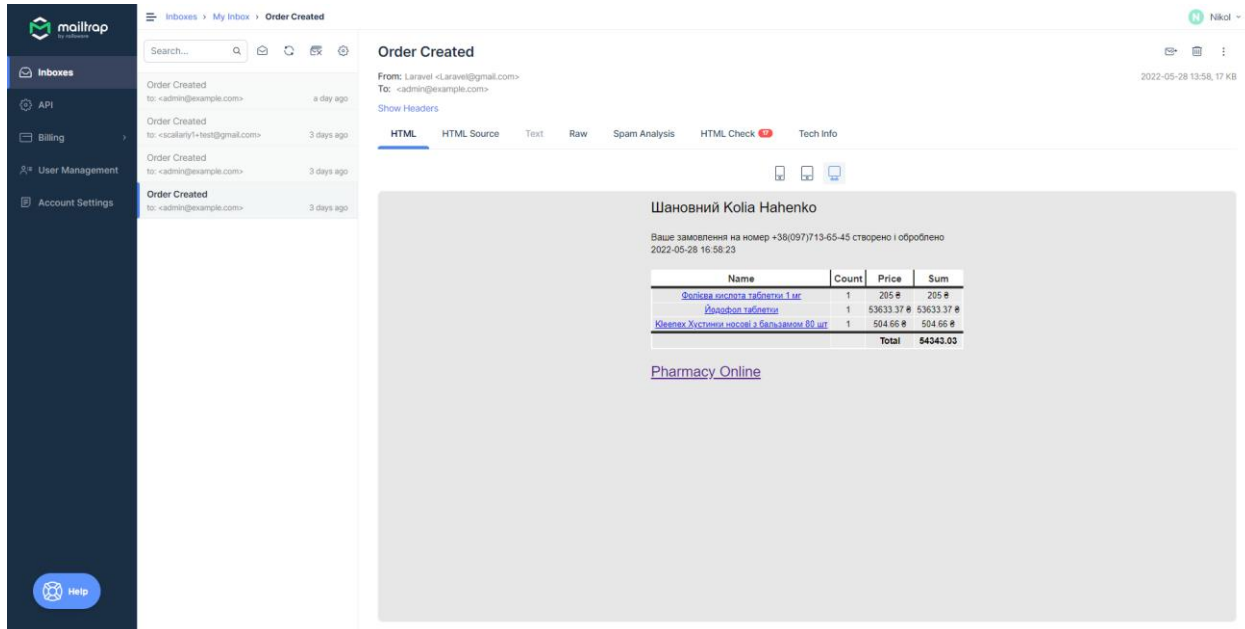 mailtrap
by railsware
Inboxes
API
Billing
User Management
Account Settings
Help
Inboxes › My Inbox › Order Created
Nikol
Search...
Order Created
to: <admin@example.com> a day ago
Order Created
to: <scaliariy1+test@gmail.com> 3 days ago
Order Created
to: <admin@example.com> 3 days ago
Order Created
to: <admin@example.com> 3 days ago
Order Created
From: Laravel <Laravel@gmail.com>
To: <admin@example.com>
2022-05-28 13:58, 17 KB
Show Headers
HTML HTML Source Text Raw Spam Analysis HTML Check Tech Info
Шановний Kolia Hahenko
Ваше замовлення на номер +38(097)713-65-45 створено і оброблено
2022-05-28 16:58:23
Name Count Price Sum
Фолієва кислота таблетки 1 мг 1 205 ₴ 205 ₴
Йодофол таблетки 1 53633.37 ₴ 53633.37 ₴
Kleenex Хустинки носові з бальзамом 80 шт 1 504.66 ₴ 504.66 ₴
Total 54343.03
Pharmacy Online